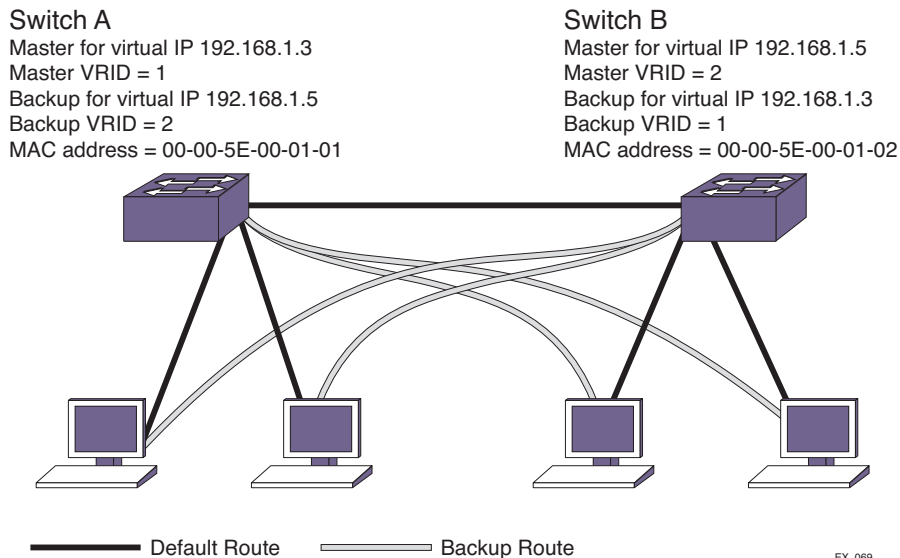 Switch A
Master for virtual IP 192.168.1.3
Master VRID = 1
Backup for virtual IP 192.168.1.5
Backup VRID = 2
MAC address = 00-00-5E-00-01-01
Switch B
Master for virtual IP 192.168.1.5
Master VRID = 2
Backup for virtual IP 192.168.1.3
Backup VRID = 1
MAC address = 00-00-5E-00-01-02
Default Route
Backup Route
EX_069